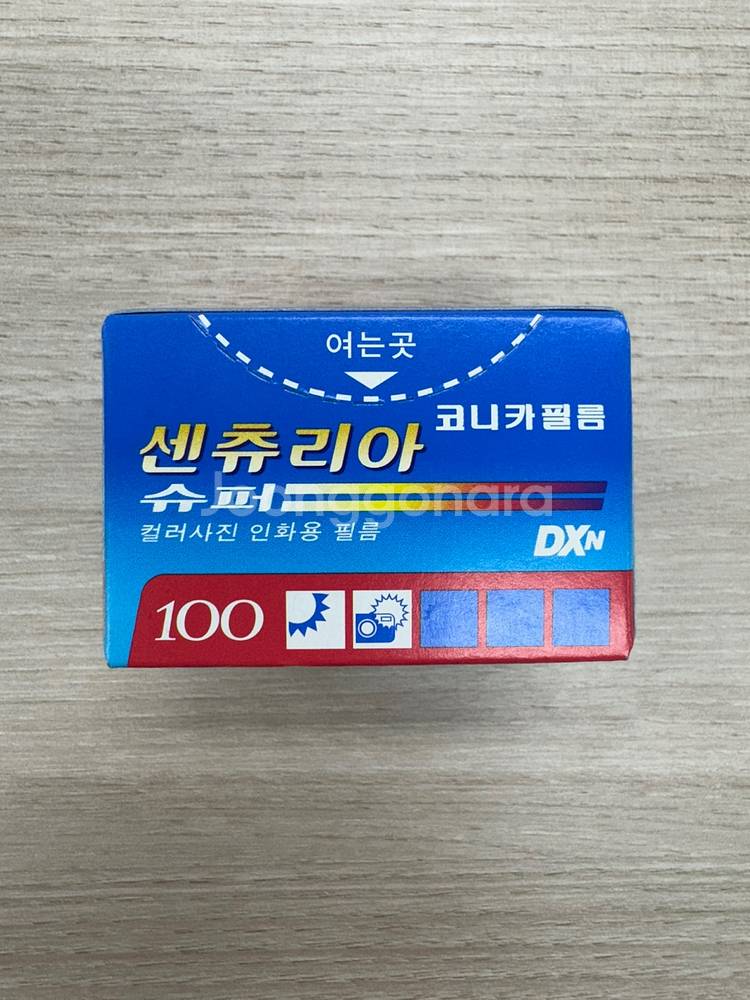 여는곳
코니카필름
센츄리아
슈퍼
Joonggonara
컬러사진 인화용 필름
DXN
100